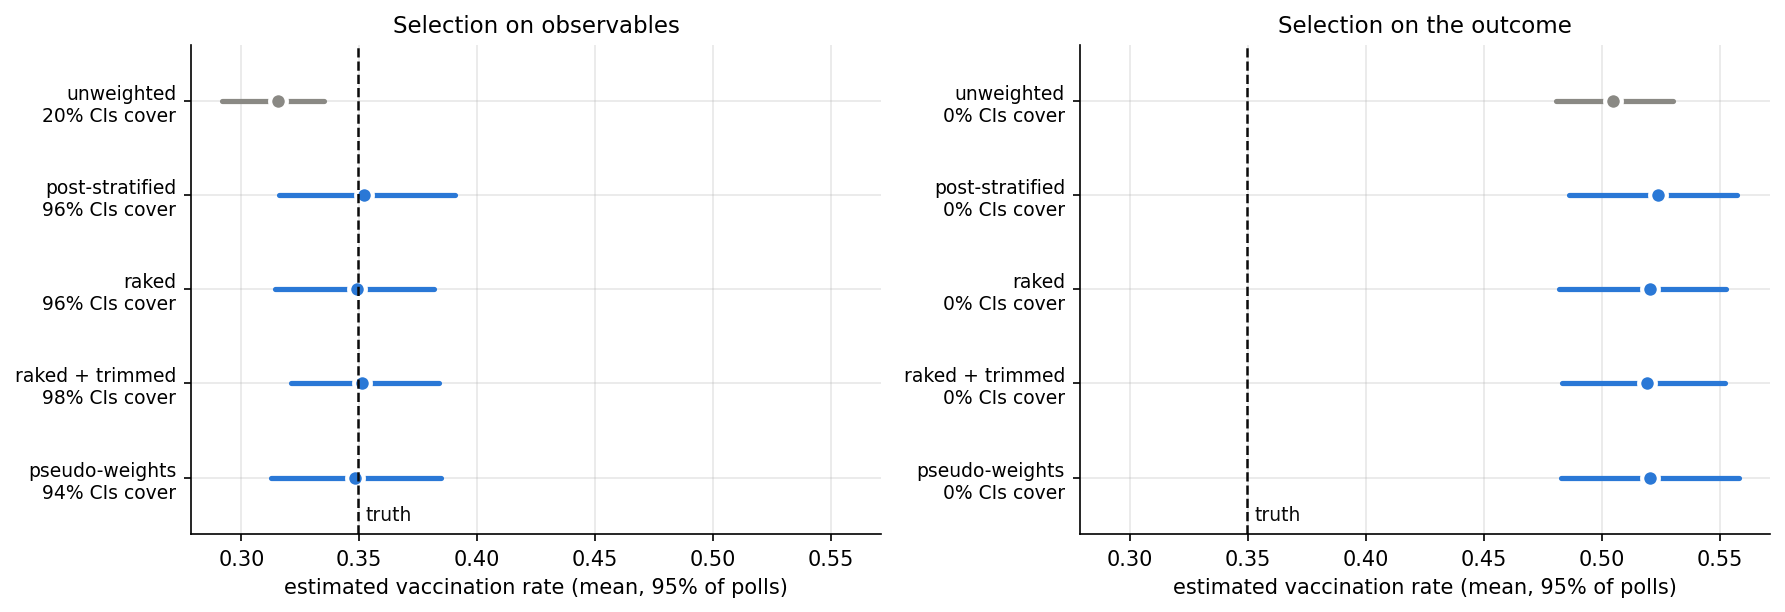 Selection on observables
unweighted
20% CIs cover
post-stratified
96% CIs cover
raked
96% CIs cover
raked + trimmed
98% CIs cover
pseudo-weights
94% CIs cover
truth
0.30 0.35 0.40 0.45 0.50 0.55
estimated vaccination rate (mean, 95% of polls)
Selection on the outcome
unweighted
0% CIs cover
post-stratified
0% CIs cover
raked
0% CIs cover
raked + trimmed
0% CIs cover
pseudo-weights
0% CIs cover
truth
0.30 0.35 0.40 0.45 0.50 0.55
estimated vaccination rate (mean, 95% of polls)